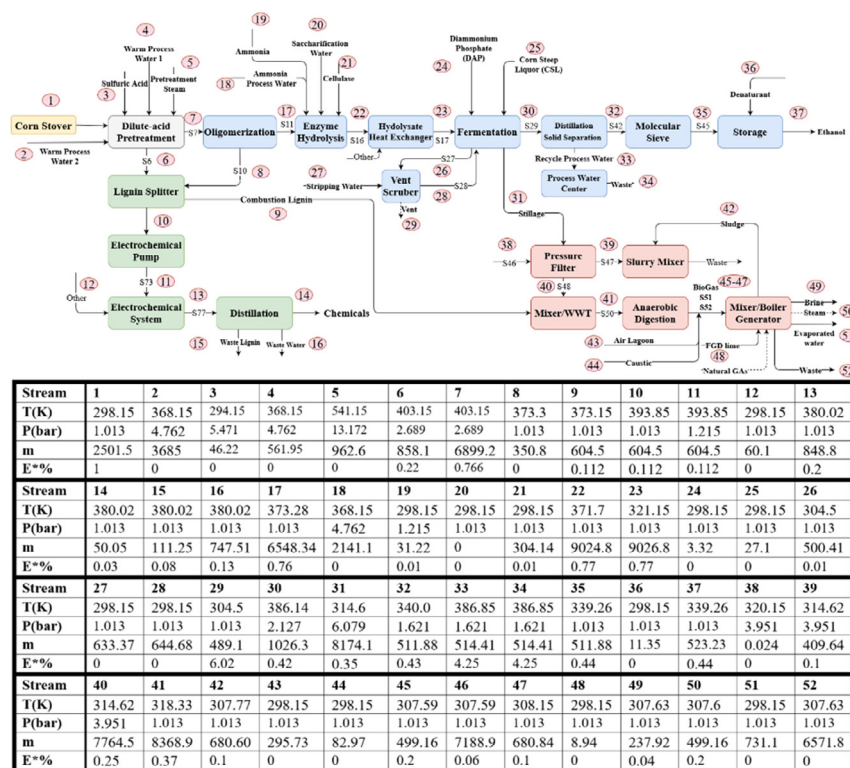 19
20
4
Warm Process
Water 1
5
Ammonia
Saccharification
Water
21
Diammonium
Phosphate
(DAP)
25
Corn Steep
Liquor (CSL)
36
Sulfuric Acid
Pretreatment
Steam
3
18
Ammonia
Process Water
Cellulase
24
Denaturant
1
7
17
22
23
30
32
35
37
Corn Stover
Dilute-acid
Pretreatment
S7
Oligomerization
S11
Enzyme
Hydrolysis
S16
Hydolysate
Heat Exchanger
S17
Fermentation
S29
Distillation
Solid Separation
S42
Molecular
Sieve
S45
Storage
Ethanol
2
Warm Process
Water 2
S6
6
S10
8
Other
S27
26
Recycle Process Water
33
Lignin Splitter
27
Stripping Water
Vent
Scruber
S28
28
Process Water
Center
Waste
34
Combustion Lignin
9
Vent
29
31
Stillage
10
42
Sludge
Electrochemical
Pump
38
S46
Pressure
Filter
39
S47
Slurry Mixer
Waste
12
Other
S73
11
40
S48
BioGas
SS1
S52
45-47
49
Electrochemical
System
13
S77
Distillation
14
Chemicals
Mixer/WWT
41
S50
Anaerobic
Digestion
Mixer/Boiler
Generator
Brine
Steam
50
Evaporated
water
15
Waste Lignin
Waste Water
16
43
Air Lagoon
FGD lime
44
Caustic
48
Natural GAs
Waste
Stream 1 2 3 4 5 6 7 8 9 10 11 12 13
T(K) 298.15 368.15 294.15 368.15 541.15 403.15 403.15 373.3 373.15 393.85 393.85 298.15 380.02
P(bar) 1.013 4.762 5.471 4.762 13.172 2.689 2.689 1.013 1.013 1.013 1.215 1.013 1.013
m 2501.5 3685 46.22 561.95 962.6 858.1 6899.2 350.8 604.5 604.5 604.5 60.1 848.8
E*% 1 0 0 0 0 0.22 0.766 0 0.112 0.112 0.112 0 0.2
Stream 14 15 16 17 18 19 20 21 22 23 24 25 26
T(K) 380.02 380.02 380.02 373.28 368.15 298.15 298.15 298.15 371.7 321.15 298.15 298.15 304.5
P(bar) 1.013 1.013 1.013 1.013 4.762 1.215 1.013 1.013 1.013 1.013 1.013 1.013 1.013
m 50.05 111.25 747.51 6548.34 2141.1 31.22 0 304.14 9024.8 9026.8 3.32 27.1 500.41
E*% 0.03 0.08 0.13 0.76 0 0.01 0 0.01 0.77 0.77 0 0 0.01
Stream 27 28 29 30 31 32 33 34 35 36 37 38 39
T(K) 298.15 298.15 304.5 386.14 314.6 340.0 386.85 386.85 339.26 298.15 339.26 320.15 314.62
P(bar) 1.013 1.013 1.013 2.127 6.079 1.621 1.621 1.621 1.013 1.013 1.013 3.951 3.951
m 633.37 644.68 489.1 1026.3 8174.1 511.88 514.41 514.41 511.88 11.35 523.23 0.024 409.64
E*% 0 0 6.02 0.42 0.35 0.43 4.25 4.25 0.44 0 0.44 0 0.1
Stream 40 41 42 43 44 45 46 47 48 49 50 51 52
T(K) 314.62 318.33 307.77 298.15 298.15 307.59 307.59 308.15 298.15 307.63 307.6 298.15 307.63
P(bar) 3.951 1.013 1.013 1.013 1.013 1.013 1.013 1.013 1.013 1.013 1.013 1.013 1.013
m 7764.5 8368.9 680.60 295.73 82.97 499.16 7188.9 680.84 8.94 237.92 499.16 731.1 6571.8
E*% 0.25 0.37 0.1 0 0 0.2 0.06 0.1 0 0.04 0.2 0 0